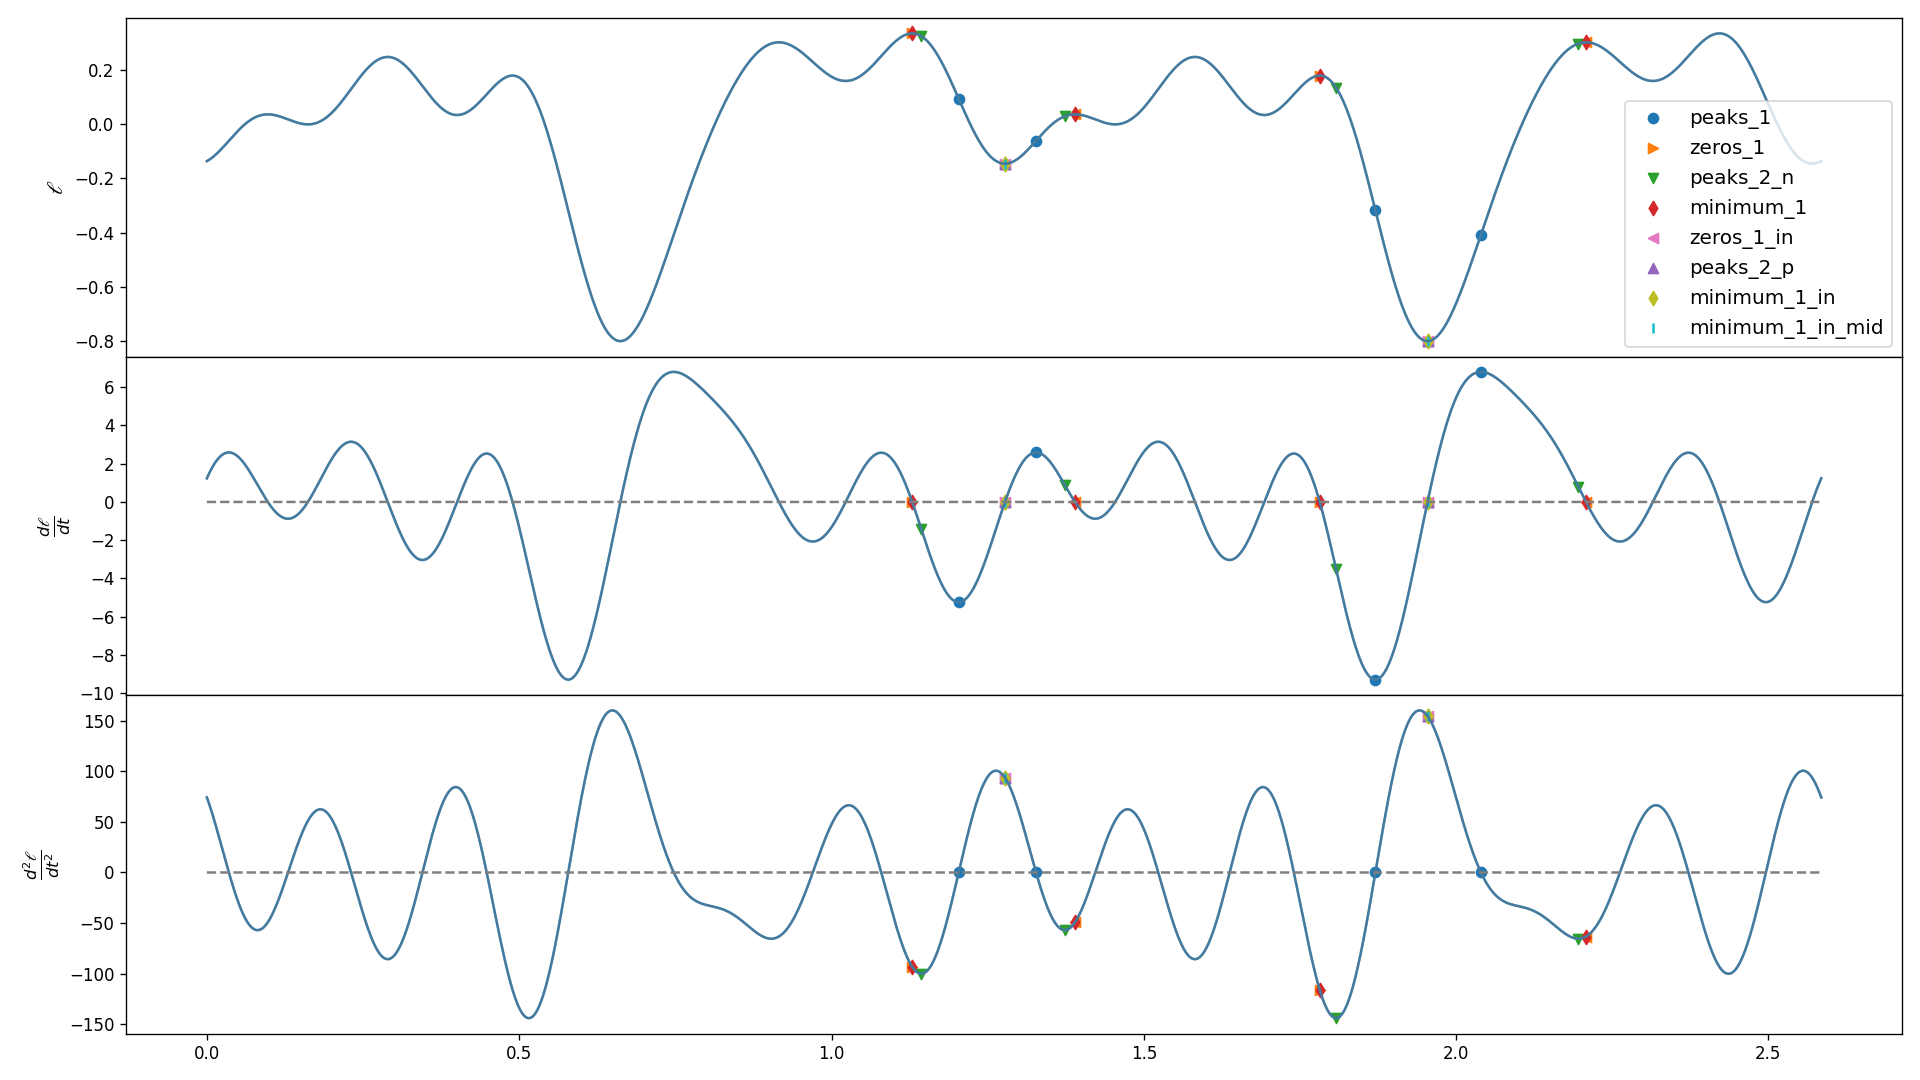 0.2
0.0
−0.2
−0.4
−0.6
−0.8
ℓ
peaks_1
zeros_1
peaks_2_n
minimum_1
zeros_1_in
peaks_2_p
minimum_1_in
minimum_1_in_mid
6
4
2
0
−2
−4
−6
−8
−10
dℓ
dt
150
100
50
0
−50
−100
−150
d²ℓ
dt²
0.0 0.5 1.0 1.5 2.0 2.5